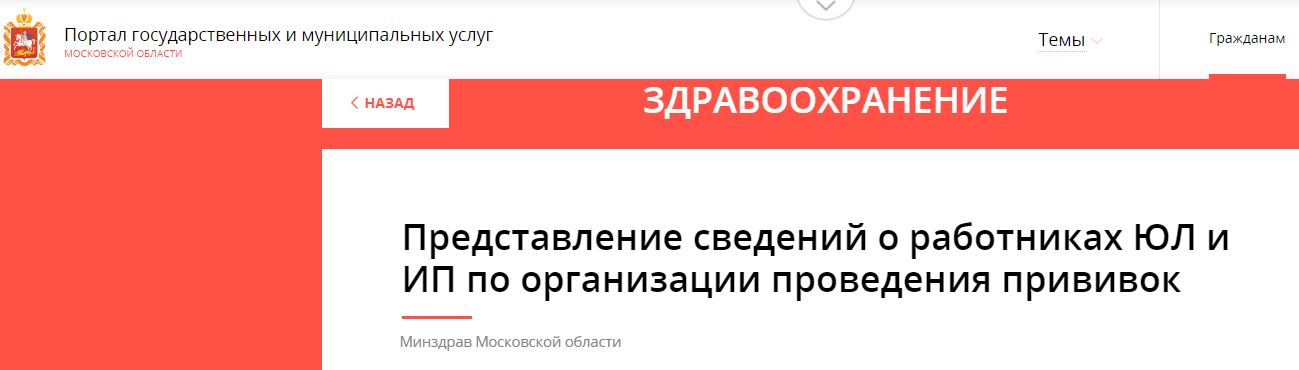 Портал государственных и муниципальных услуг
МОСКОВСКОЙ ОБЛАСТИ
Темы
Гражданам
НАЗАД
ЗДРАВООХРАНЕНИЕ
Представление сведений о работниках ЮЛ и
ИП по организации проведения прививок
Минздрав Московской области